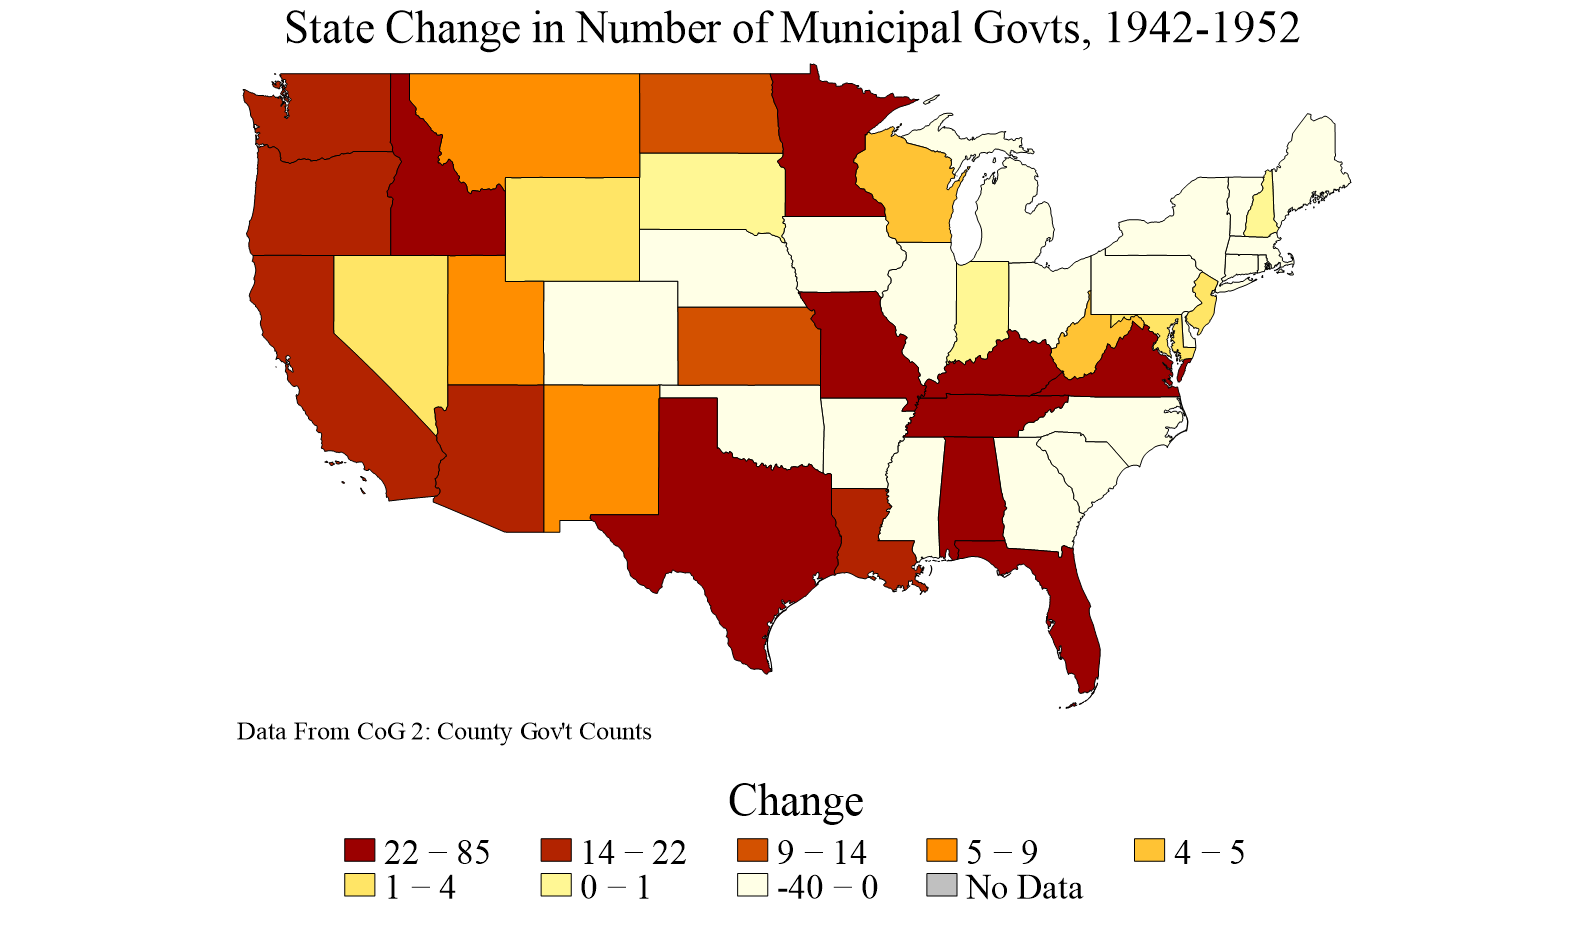 State Change in Number of Municipal Govts, 1942-1952
Data From CoG 2: County Gov't Counts
Change
22 − 85 14 − 22 9 − 14 5 − 9 4 − 5
1 − 4 0 − 1 -40 − 0 No Data